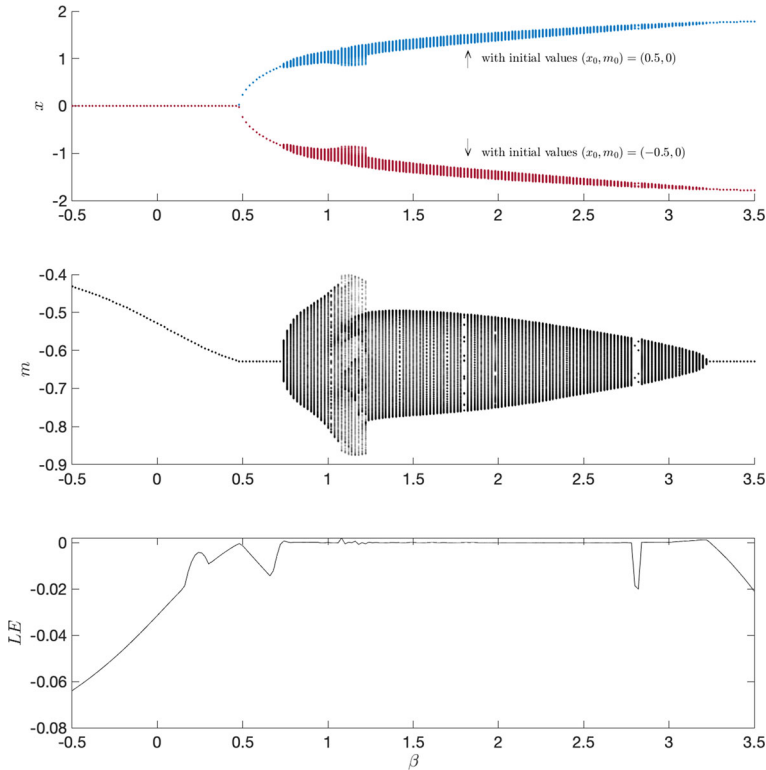 2
1
0
-1
-2
x
with initial values (x₀, m₀) = (0.5, 0)
with initial values (x₀, m₀) = (−0.5, 0)
-0.5 0 0.5 1 1.5 2 2.5 3 3.5
-0.4
-0.5
-0.6
-0.7
-0.8
-0.9
m
-0.5 0 0.5 1 1.5 2 2.5 3 3.5
0
-0.02
-0.04
-0.06
-0.08
LE
-0.5 0 0.5 1 1.5 2 2.5 3 3.5
β